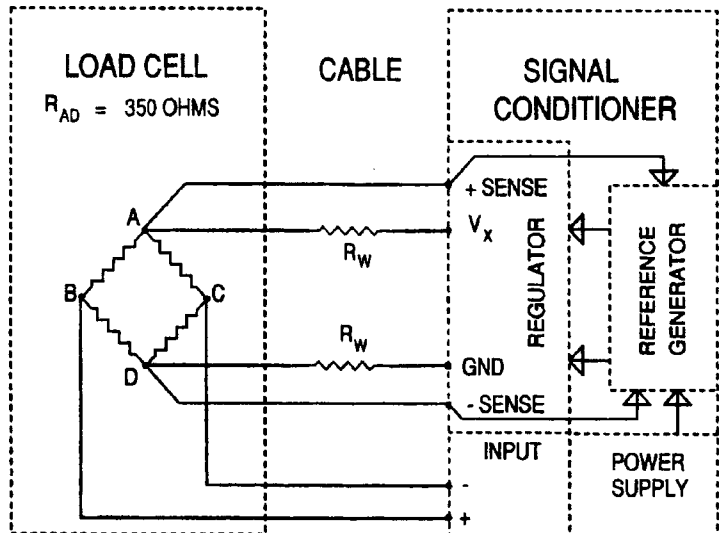 LOAD CELL
R_AD = 350 OHMS
CABLE
SIGNAL
CONDITIONER
A
B
C
D
R_W
R_W
+ SENSE
V_X
GND
- SENSE
REGULATOR
REFERENCE
GENERATOR
INPUT
-
+
POWER
SUPPLY